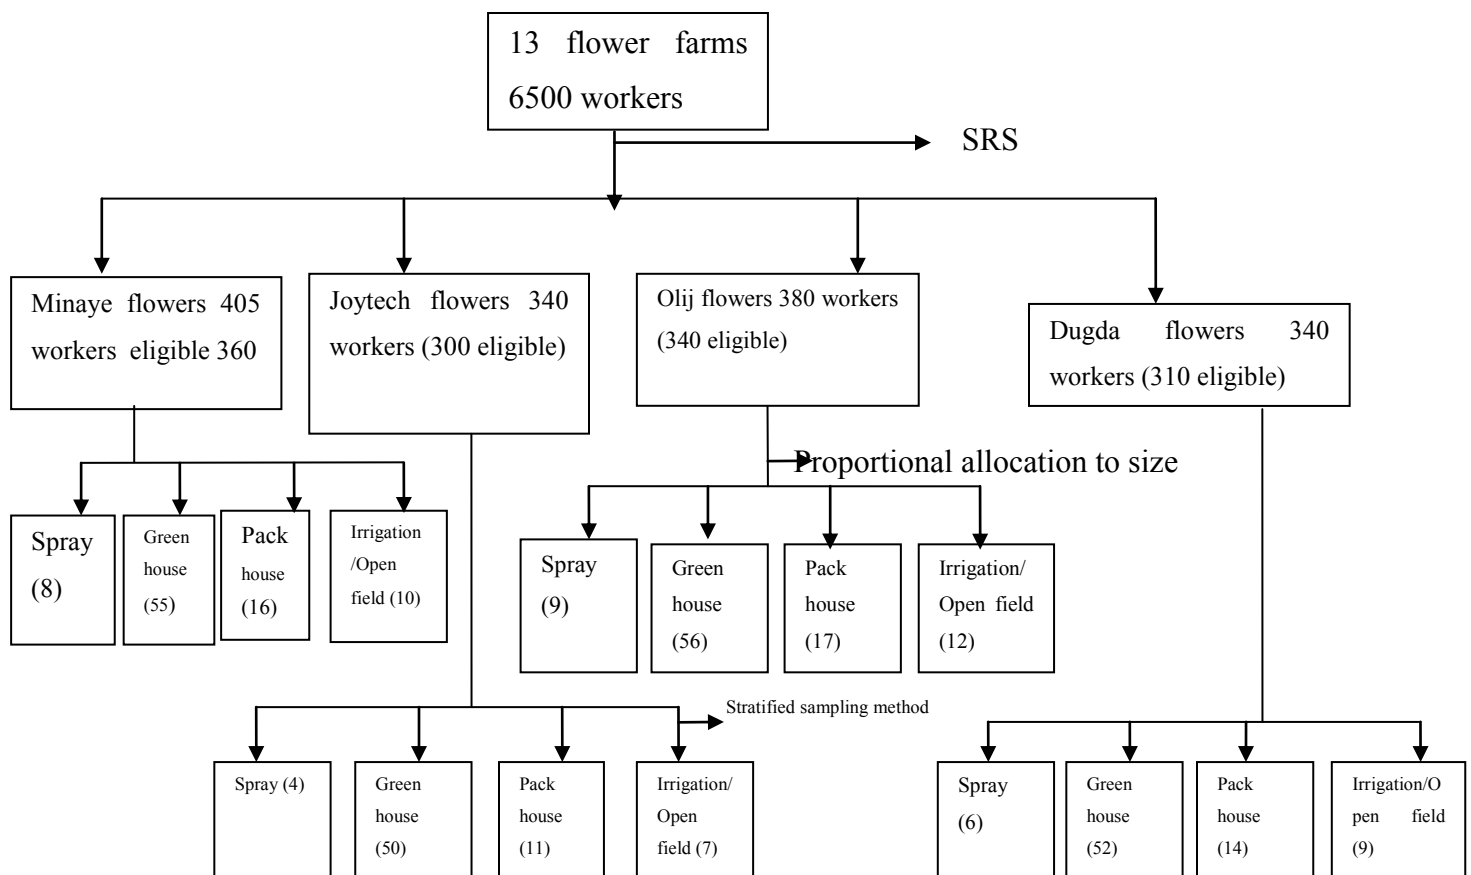 13 flower farms
6500 workers
SRS
Minaye flowers 405
workers eligible 360
Joytech flowers 340
workers (300 eligible)
Olij flowers 380 workers
(340 eligible)
Dugda flowers 340
workers (310 eligible)
Proportional allocation to size
Spray
(8)
Green
house
(55)
Pack
house
(16)
Irrigation
/Open
field (10)
Spray
(9)
Green
house
(56)
Pack
house
(17)
Irrigation/
Open field
(12)
Stratified sampling method
Spray (4)
Green
house
(50)
Pack
house
(11)
Irrigation/
Open
field (7)
Spray
(6)
Green
house
(52)
Pack
house
(14)
Irrigation/O
pen field
(9)